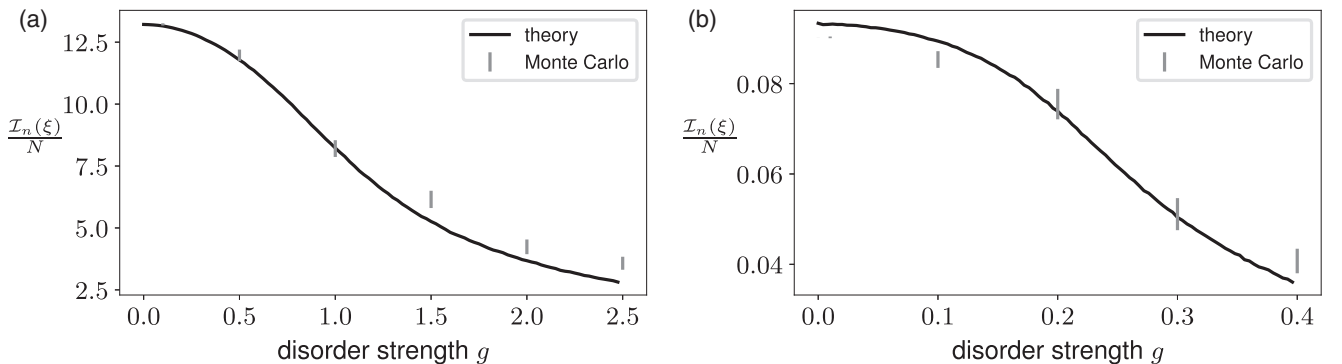 (a)
12.5
10.0
7.5
5.0
2.5
𝓘ₙ(ξ)
N
theory
Monte Carlo
0.0 0.5 1.0 1.5 2.0 2.5
disorder strength g
(b)
0.08
0.06
0.04
𝓘ₙ(ξ)
N
theory
Monte Carlo
0.0 0.1 0.2 0.3 0.4
disorder strength g